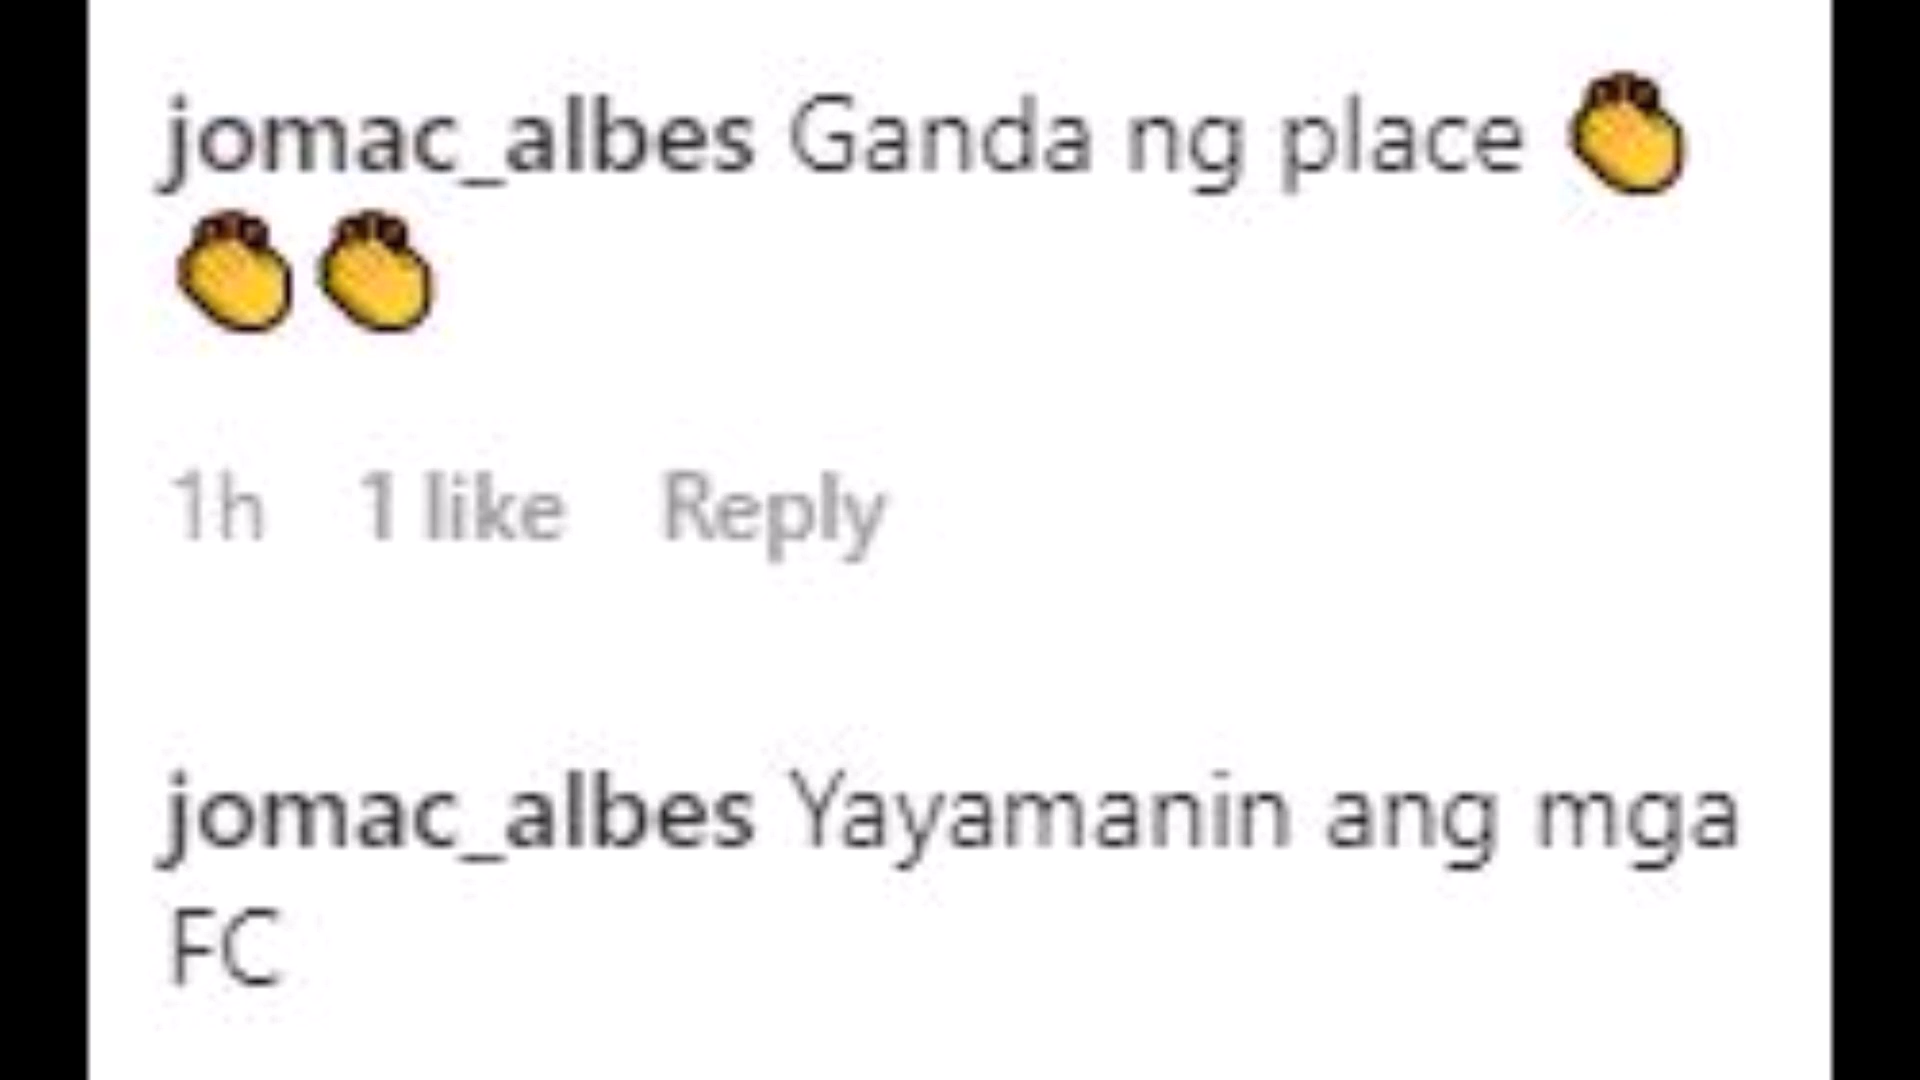 jomac_albes Ganda ng place 👏
👏👏
1h 1 like Reply
jomac_albes Yayamanin ang mga
FC